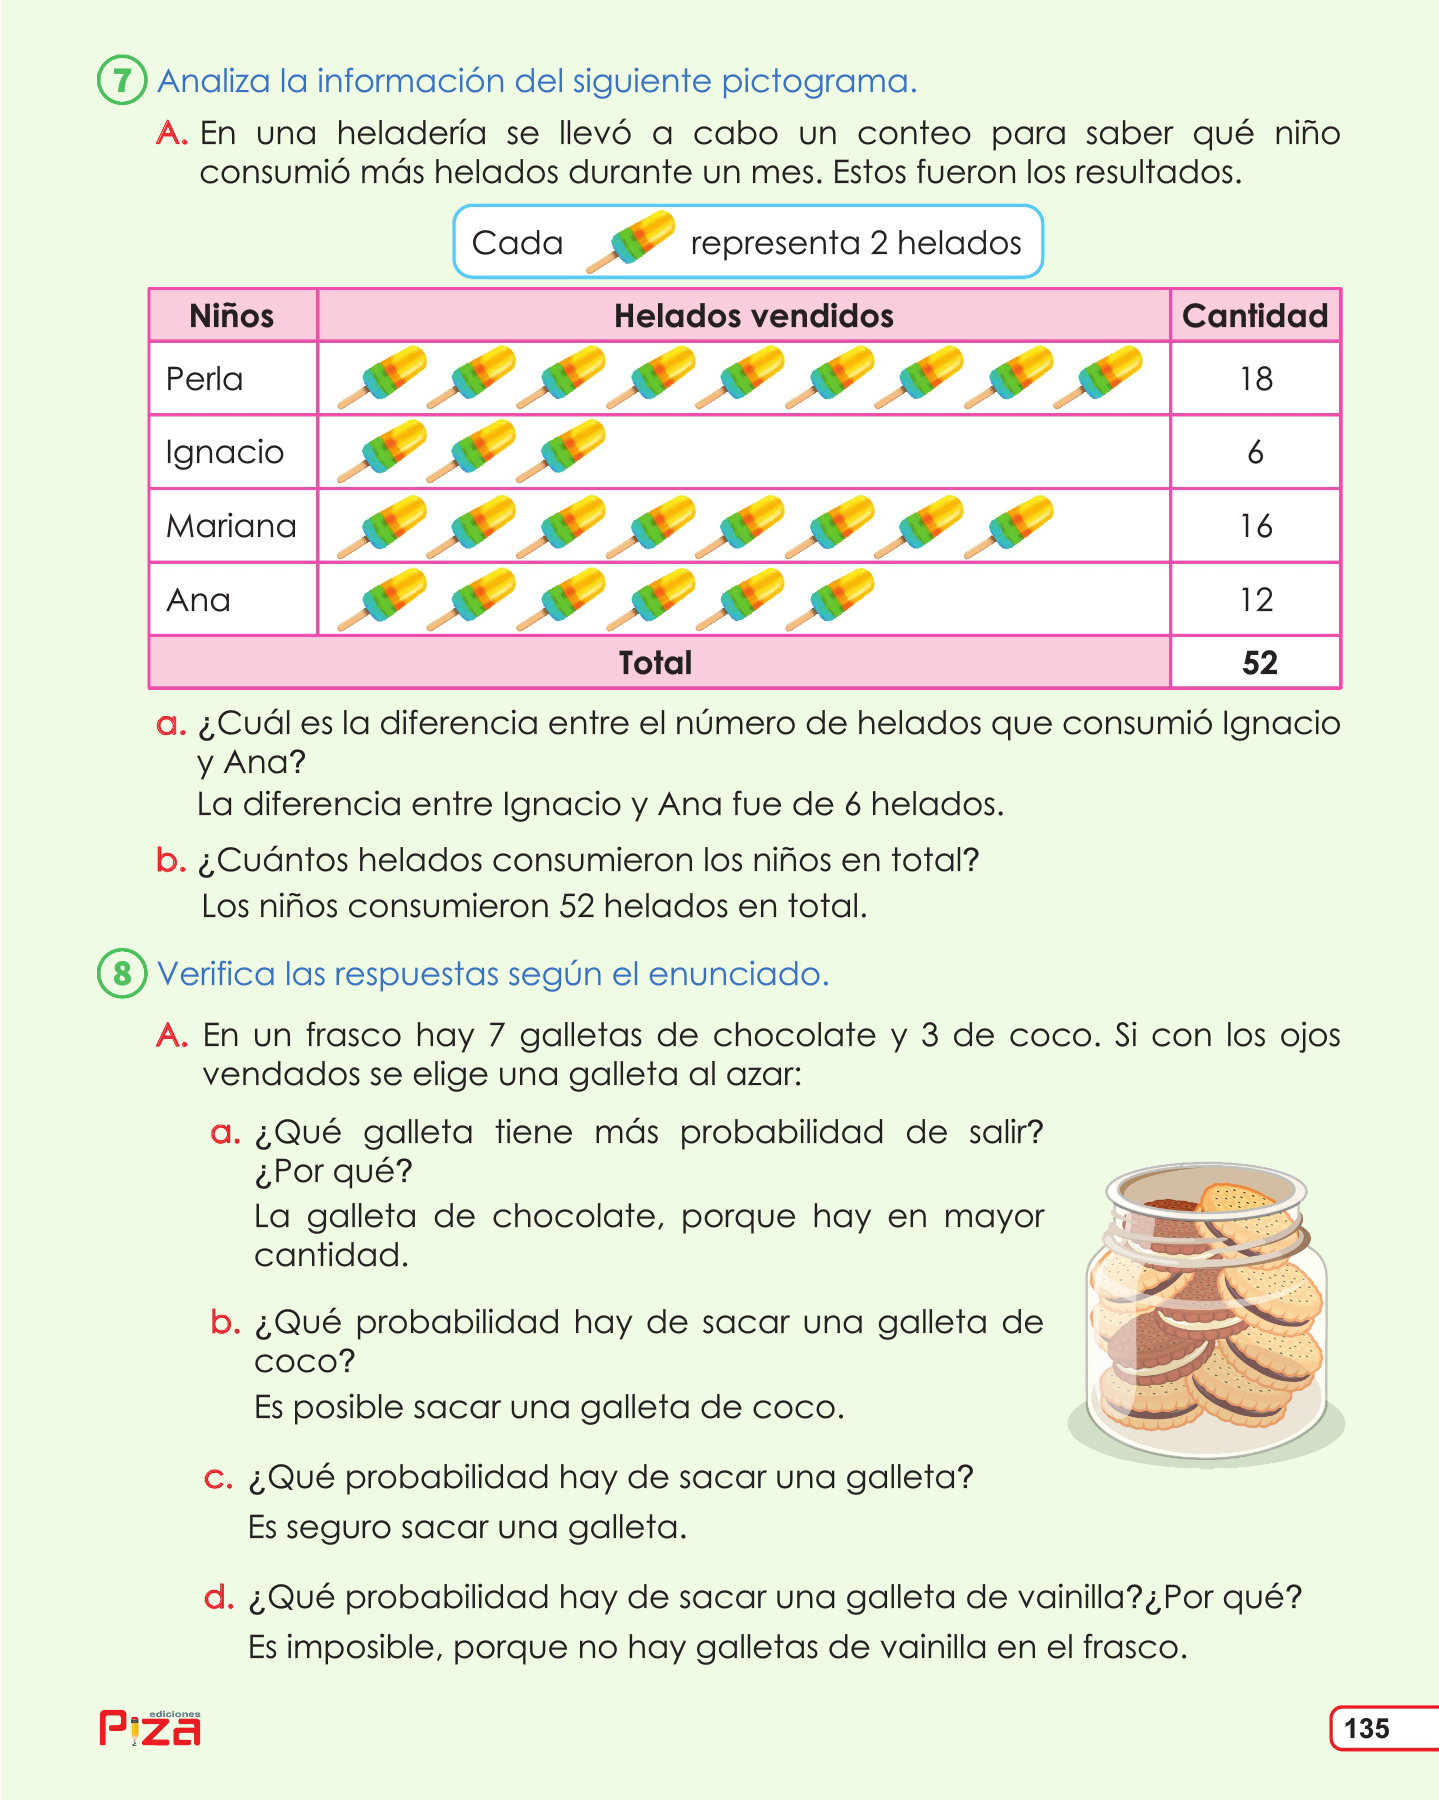 7 Analiza la información del siguiente pictograma.
A. En una heladería se llevó a cabo un conteo para saber qué niño
consumió más helados durante un mes. Estos fueron los resultados.
Cada representa 2 helados
Niños Helados vendidos Cantidad
Perla 18
Ignacio 6
Mariana 16
Ana 12
Total 52
a. ¿Cuál es la diferencia entre el número de helados que consumió Ignacio
y Ana?
La diferencia entre Ignacio y Ana fue de 6 helados.
b. ¿Cuántos helados consumieron los niños en total?
Los niños consumieron 52 helados en total.
8 Verifica las respuestas según el enunciado.
A. En un frasco hay 7 galletas de chocolate y 3 de coco. Si con los ojos
vendados se elige una galleta al azar:
a. ¿Qué galleta tiene más probabilidad de salir?
¿Por qué?
La galleta de chocolate, porque hay en mayor
cantidad.
b. ¿Qué probabilidad hay de sacar una galleta de
coco?
Es posible sacar una galleta de coco.
c. ¿Qué probabilidad hay de sacar una galleta?
Es seguro sacar una galleta.
d. ¿Qué probabilidad hay de sacar una galleta de vainilla?¿Por qué?
Es imposible, porque no hay galletas de vainilla en el frasco.
ediciones
Piza
135